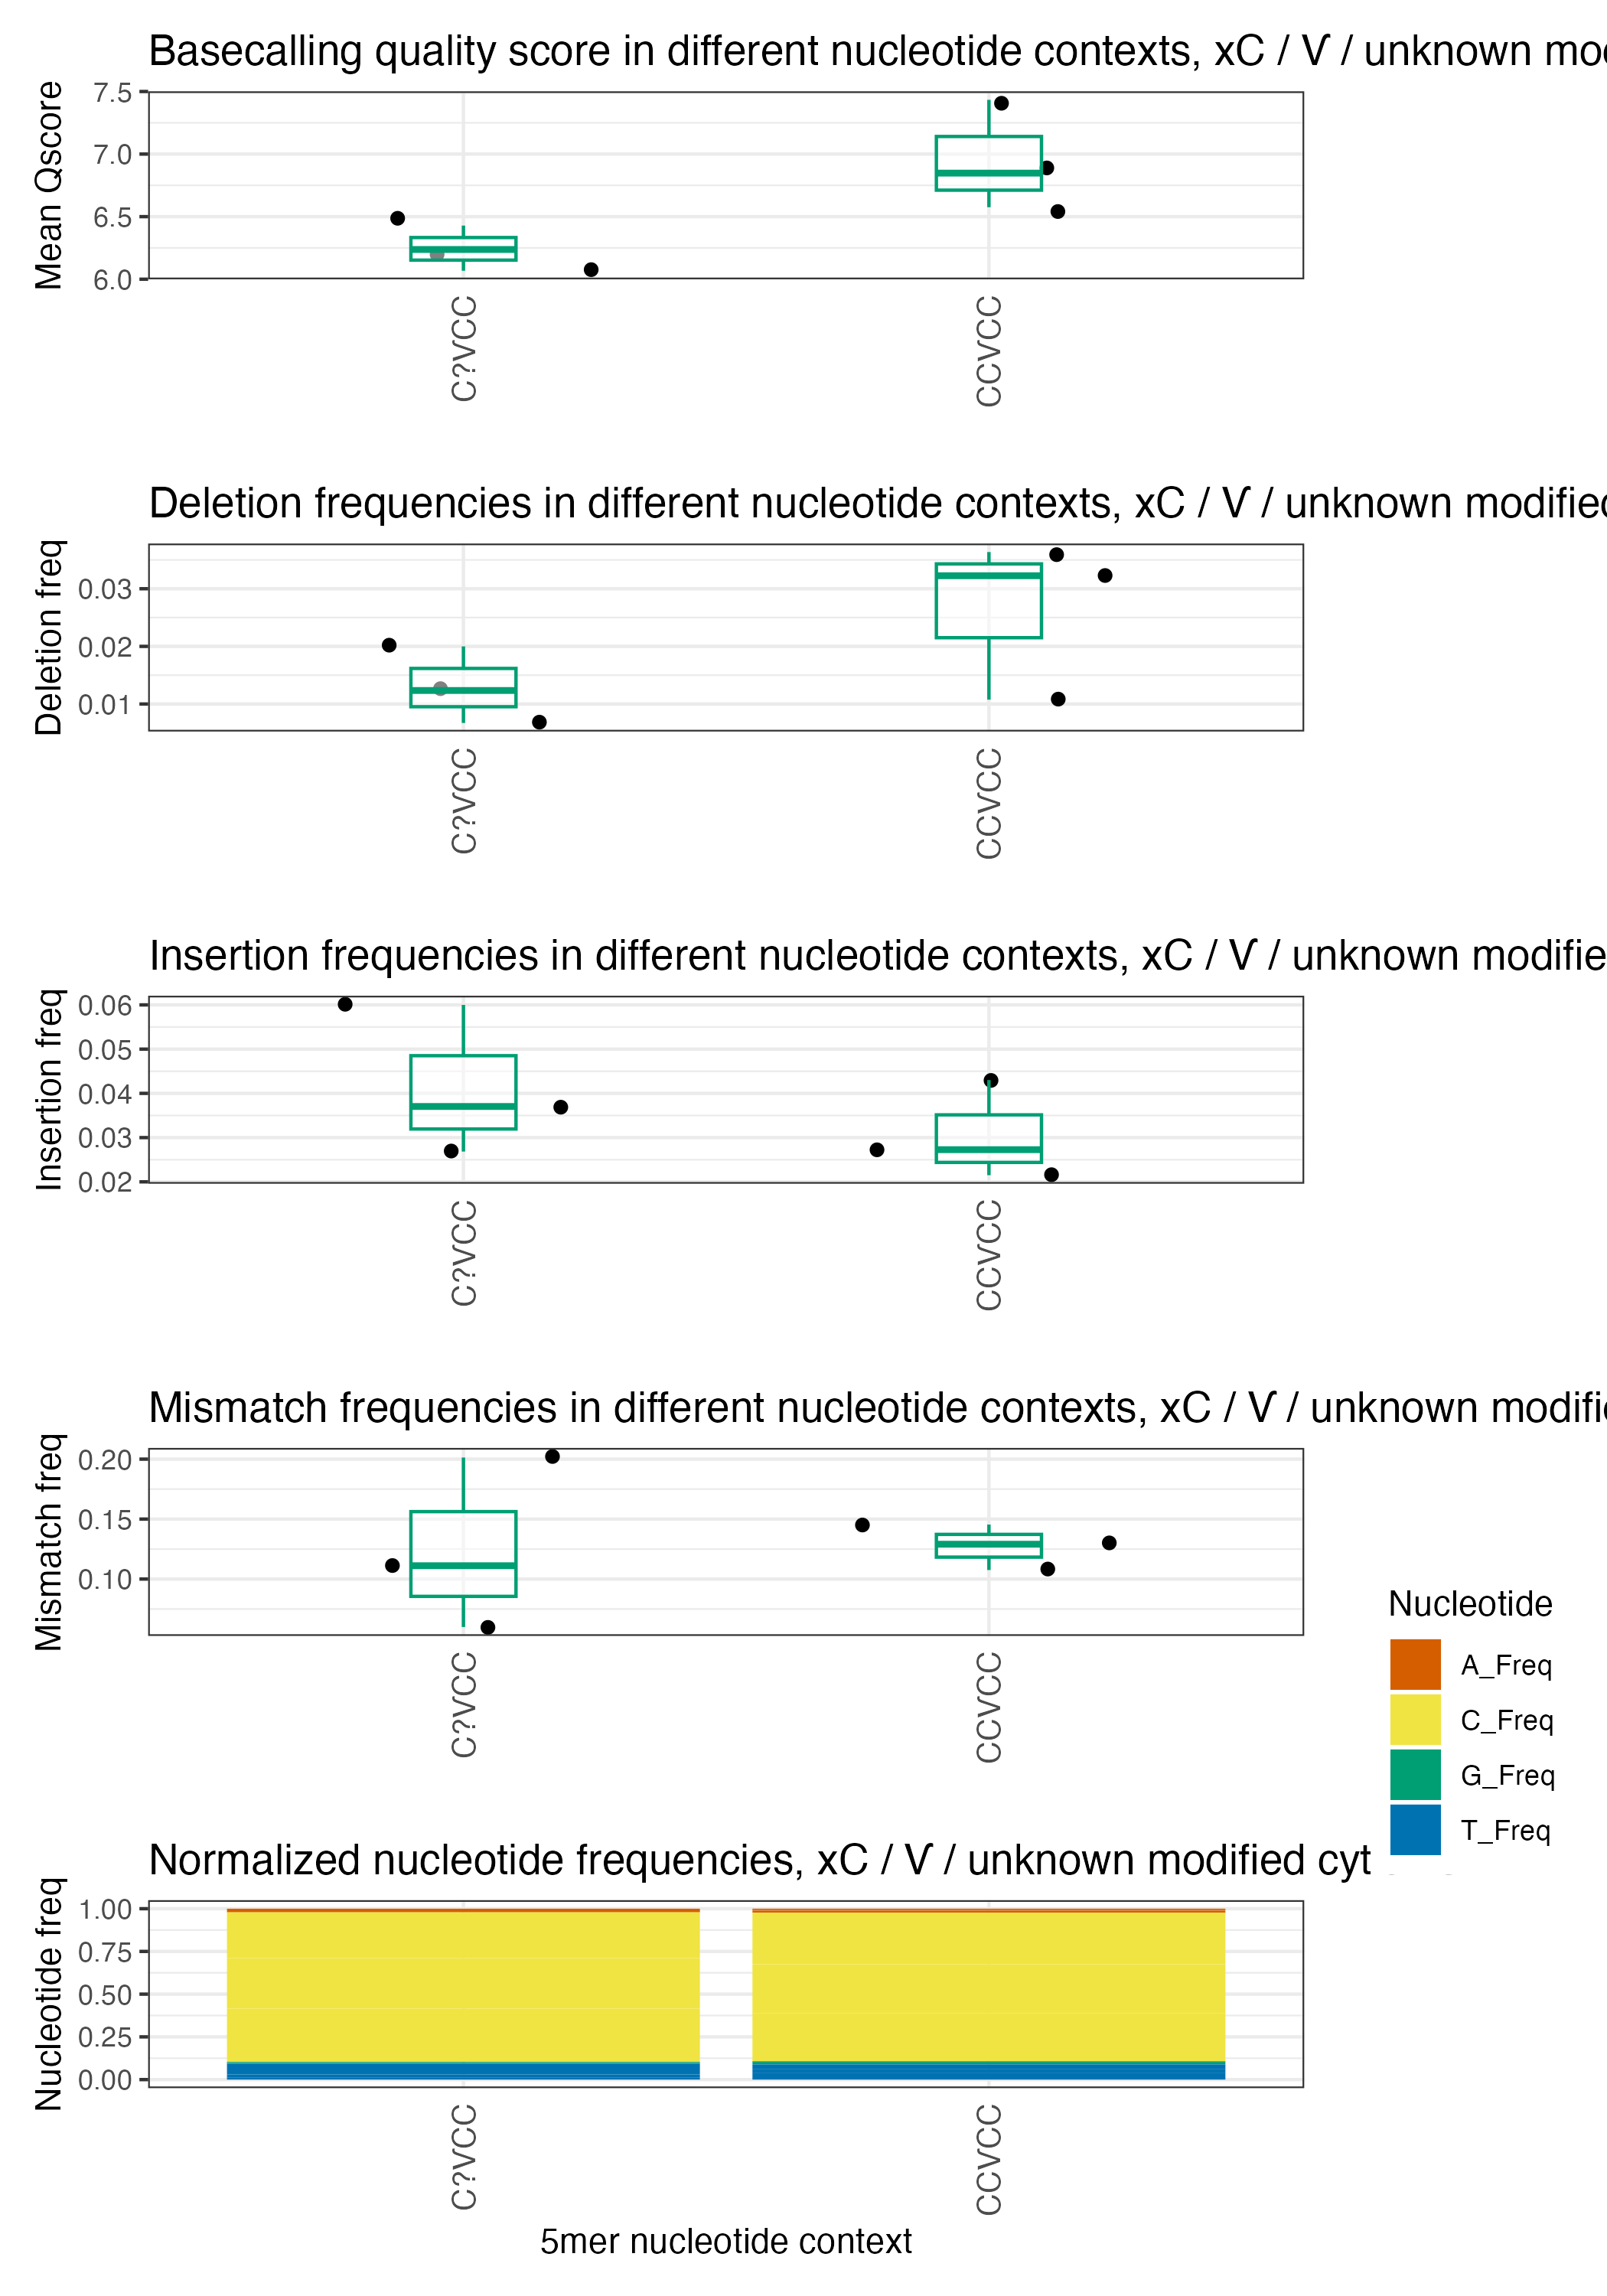 Basecalling quality score in different nucleotide contexts, xC / Ѵ / unknown
Mean Qscore
7.5
7.0
6.5
6.0
C?VCC
CCVCC
Deletion frequencies in different nucleotide contexts, xC / Ѵ / unknown modified
Deletion freq
0.03
0.02
0.01
C?VCC
CCVCC
Insertion frequencies in different nucleotide contexts, xC / Ѵ / unknown
Insertion freq
0.06
0.05
0.04
0.03
0.02
C?VCC
CCVCC
Mismatch frequencies in different nucleotide contexts, xC / Ѵ / unknown
Mismatch freq
0.20
0.15
0.10
C?VCC
CCVCC
Nucleotide
A_Freq
C_Freq
G_Freq
T_Freq
Normalized nucleotide frequencies, xC / Ѵ / unknown modified cyt
Nucleotide freq
1.00
0.75
0.50
0.25
0.00
C?VCC
CCVCC
5mer nucleotide context